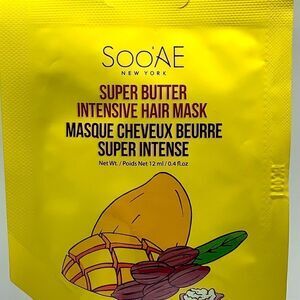 SOO'AE
NEW YORK
SUPER BUTTER
INTENSIVE HAIR MASK
MASQUE CHEVEUX BEURRE
SUPER INTENSE
Net Wt. / Poids Net 12 ml / 0.4 fl.oz